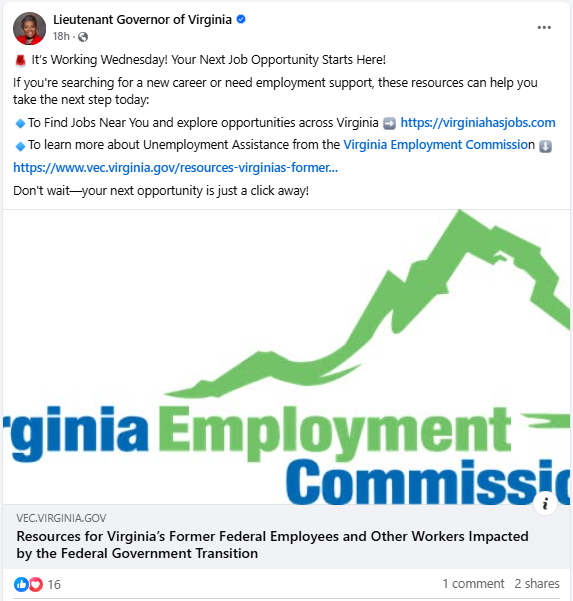 Lieutenant Governor of Virginia
18h ·
It's Working Wednesday! Your Next Job Opportunity Starts Here!
If you're searching for a new career or need employment support, these resources can help you
take the next step today:
To Find Jobs Near You and explore opportunities across Virginia ➡️ https://virginiahasjobs.com
To learn more about Unemployment Assistance from the Virginia Employment Commission ⬇️
https://www.vec.virginia.gov/resources-virginias-former...
Don't wait—your next opportunity is just a click away!
rginia Employment
Commissio
VEC.VIRGINIA.GOV
Resources for Virginia's Former Federal Employees and Other Workers Impacted
by the Federal Government Transition
16
1 comment 2 shares